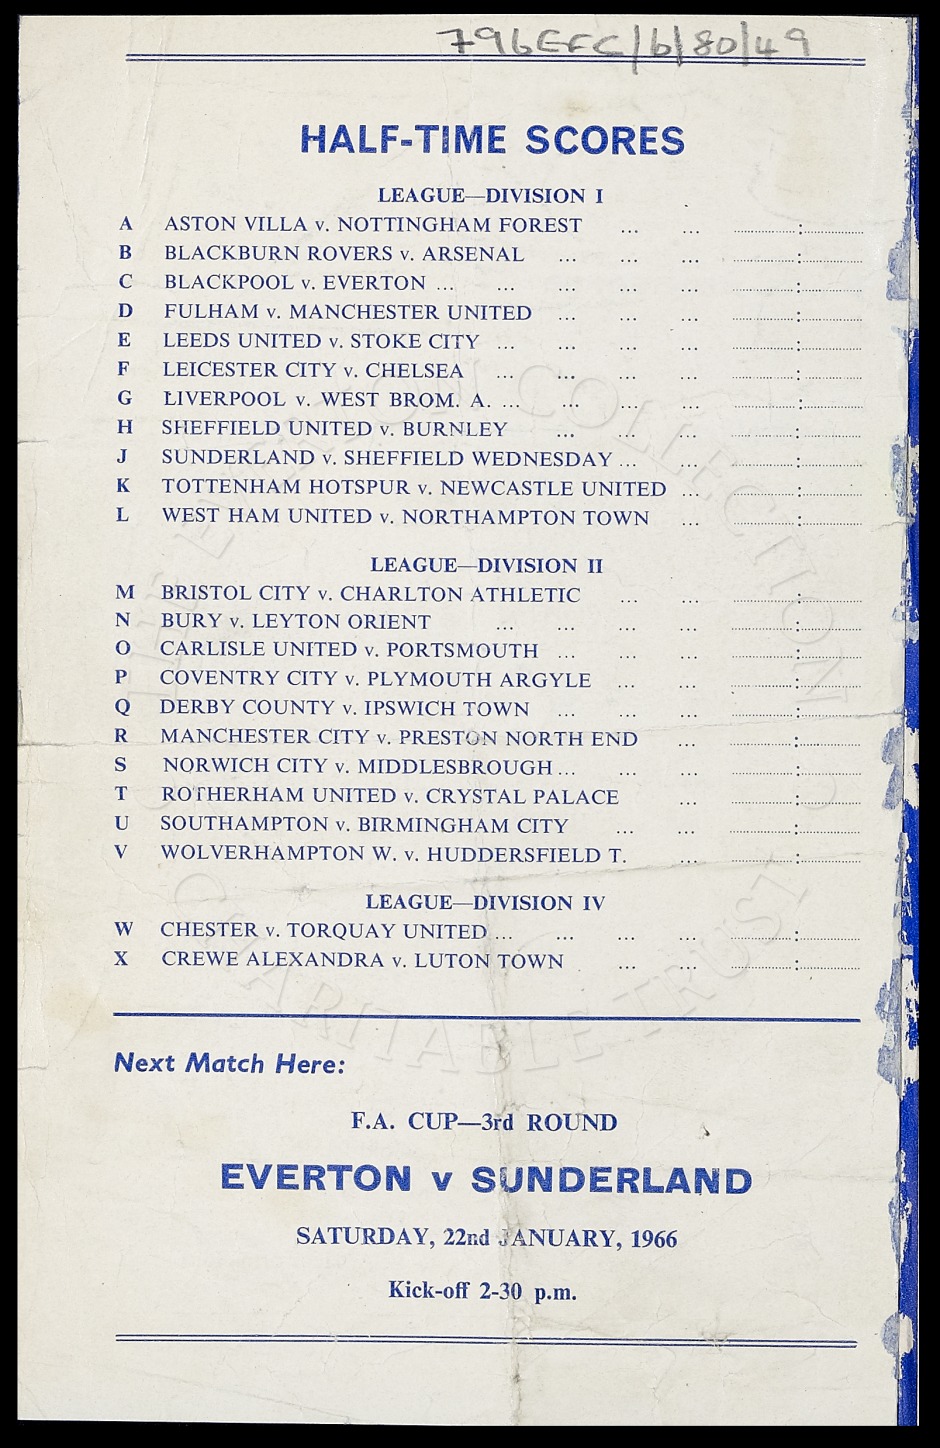 796EFC/6/80/49
HALF-TIME SCORES
LEAGUE—DIVISION I
A ASTON VILLA v. NOTTINGHAM FOREST ... ... ............:............
B BLACKBURN ROVERS v. ARSENAL ... ... ... ............:............
C BLACKPOOL v. EVERTON ... ... ... ... ... ............:............
D FULHAM v. MANCHESTER UNITED ... ... ... ............:............
E LEEDS UNITED v. STOKE CITY ... ... ... ... ............:............
F LEICESTER CITY v. CHELSEA ... ... ... ... ............:............
G LIVERPOOL v. WEST BROM. A. ... ... ... ... ............:............
H SHEFFIELD UNITED v. BURNLEY ... ... ... ............:............
J SUNDERLAND v. SHEFFIELD WEDNESDAY ... ... ............:............
K TOTTENHAM HOTSPUR v. NEWCASTLE UNITED ... ............:............
L WEST HAM UNITED v. NORTHAMPTON TOWN ... ............:............
LEAGUE—DIVISION II
M BRISTOL CITY v. CHARLTON ATHLETIC ... ... ............:............
N BURY v. LEYTON ORIENT ... ... ... ... ............:............
O CARLISLE UNITED v. PORTSMOUTH ... ... ... ............:............
P COVENTRY CITY v. PLYMOUTH ARGYLE ... ... ............:............
Q DERBY COUNTY v. IPSWICH TOWN ... ... ... ............:............
R MANCHESTER CITY v. PRESTON NORTH END ... ............:............
S NORWICH CITY v. MIDDLESBROUGH ... ... ... ............:............
T ROTHERHAM UNITED v. CRYSTAL PALACE ... ............:............
U SOUTHAMPTON v. BIRMINGHAM CITY ... ... ............:............
V WOLVERHAMPTON W. v. HUDDERSFIELD T. ... ............:............
LEAGUE—DIVISION IV
W CHESTER v. TORQUAY UNITED ... ... ... ... ............:............
X CREWE ALEXANDRA v. LUTON TOWN ... ... ............:............
Next Match Here:
F.A. CUP—3rd ROUND
EVERTON v SUNDERLAND
SATURDAY, 22nd JANUARY, 1966
Kick-off 2-30 p.m.
THE EVERTON COLLECTION
CHARITABLE TRUST